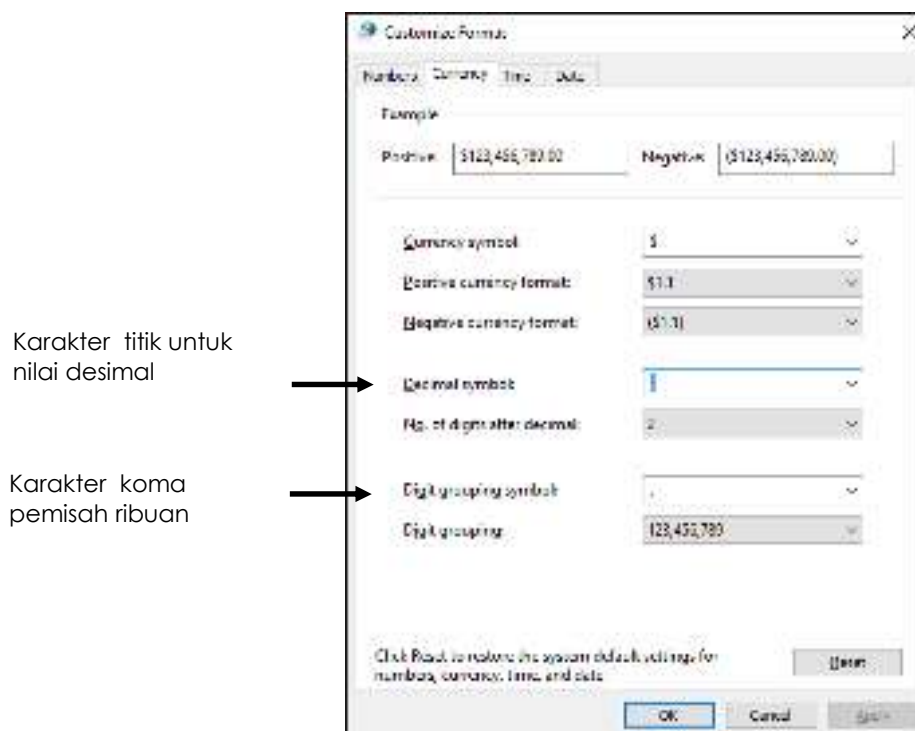 Customize Format
Numbers Currency Time Date
Example
Positive: $123,456,789.00 Negative: ($123,456,789.00)
Currency symbol: $
Positive currency format: $1.1
Negative currency format: ($1.1)
Karakter titik untuk
nilai desimal
Decimal symbol: .
No. of digits after decimal: 2
Karakter koma
pemisah ribuan
Digit grouping symbol: ,
Digit grouping: 123,456,789
Click Reset to restore the system default settings for
numbers, currency, time, and date
Reset
OK Cancel Apply